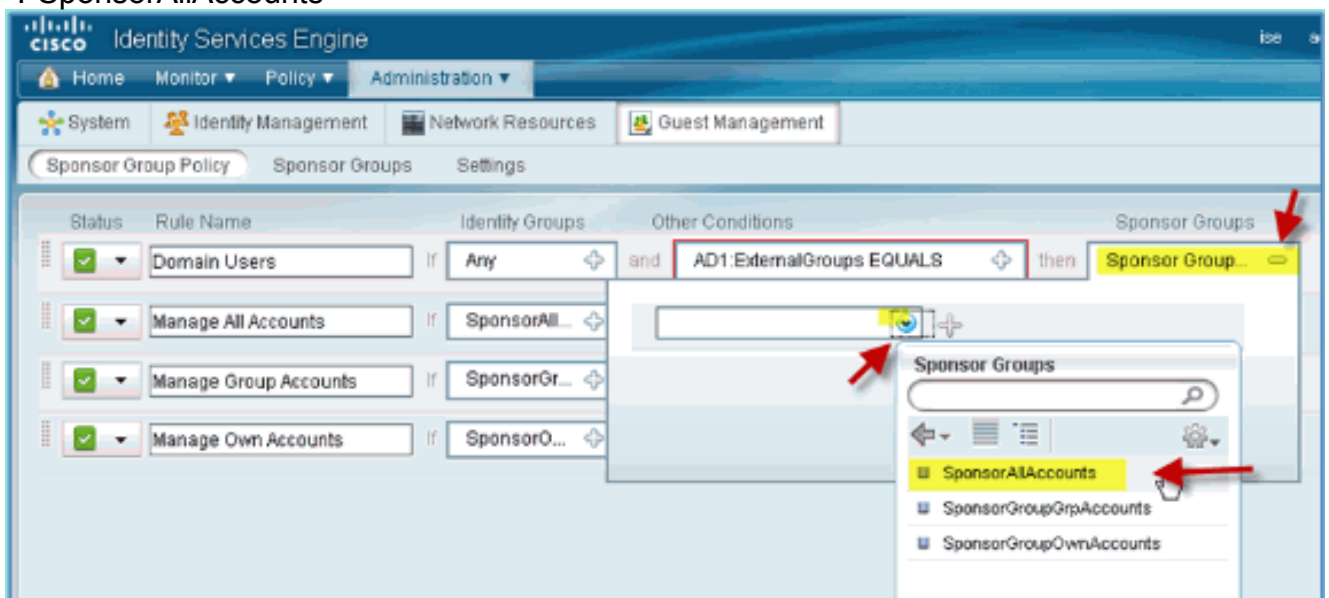 SponsorAllAccounts
CISCO Identity Services Engine ise
Home Monitor Policy Administration
System Identity Management Network Resources Guest Management
Sponsor Group Policy Sponsor Groups Settings
Status Rule Name Identity Groups Other Conditions Sponsor Groups
Domain Users If Any and AD1:ExternalGroups EQUALS then Sponsor Group...
Manage All Accounts If SponsorAll...
Manage Group Accounts If SponsorGr...
Manage Own Accounts If SponsorO...
Sponsor Groups
SponsorAllAccounts
SponsorGroupGrpAccounts
SponsorGroupOwnAccounts